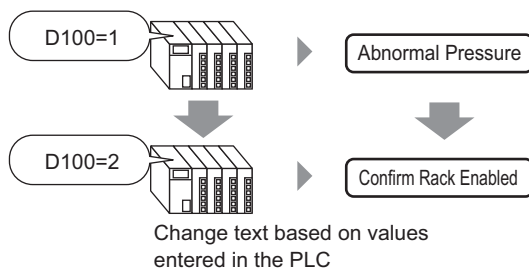 D100=1
Abnormal Pressure
D100=2
Confirm Rack Enabled
Change text based on values
entered in the PLC